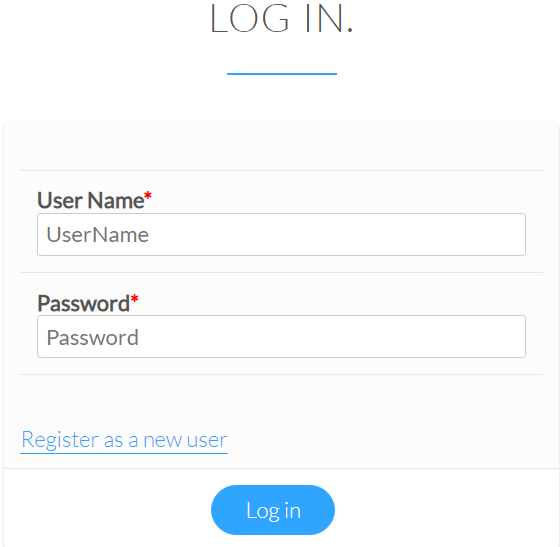 LOG IN.
User Name*
UserName
Password*
Password
Register as a new user
Log in